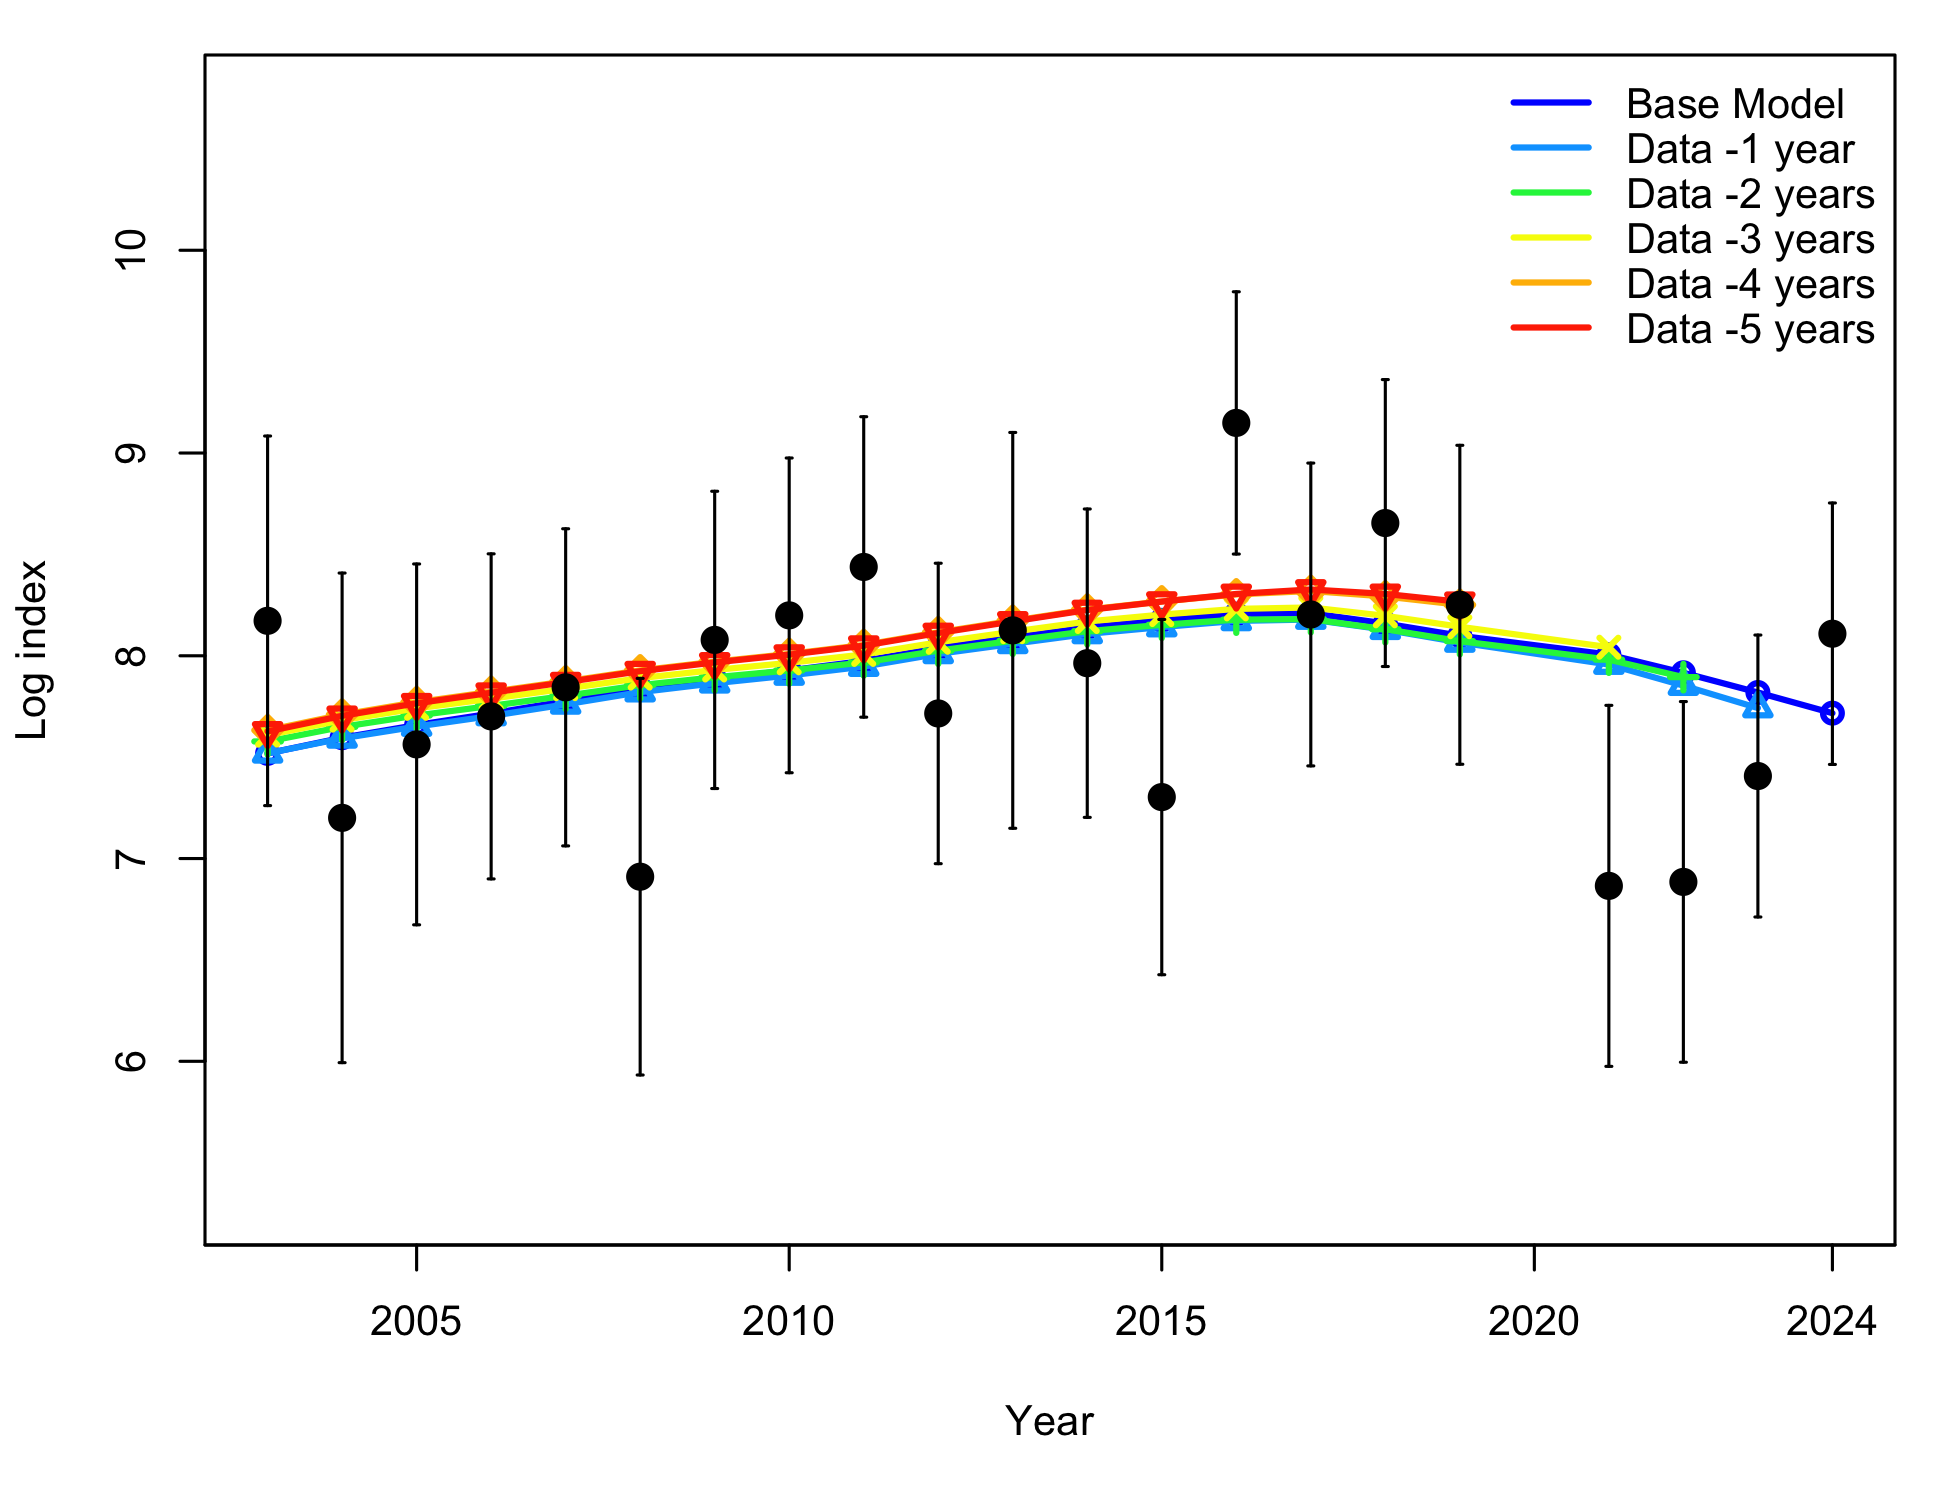 Base Model
Data -1 year
Data -2 years
Data -3 years
Data -4 years
Data -5 years
10
9
8
7
6
Log index
2005
2010
2015
2020
2024
Year